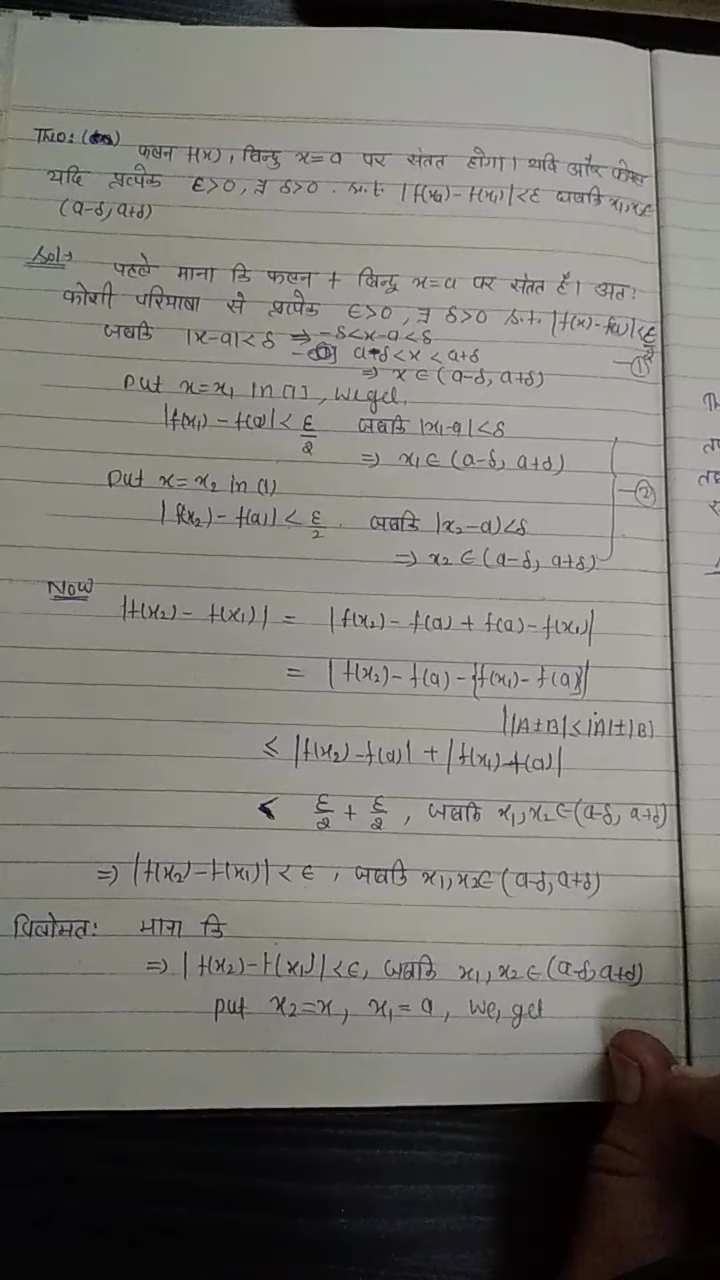 Theo: फलन f(x), बिन्दु x = a पर संतत होगा। यदि और केवल
यदि प्रत्येक ϵ>0, ∃ δ>0 s.t. |f(x₂)-f(x₁)|<ε जबकि x₁,x₂∈
(a-δ, a+δ)
Sol→ पहले माना कि फलन f बिन्दु x=a पर संतत है। अतः
कोशी परिभाषा से प्रत्येक ϵ>0, ∃ δ>0 s.t. |f(x)-f(a)|<ε/2
जबकि |x-a|<δ ⇒ -δ<x-a<δ
a-δ<x<a+δ -①
⇒ x∈(a-δ, a+δ)
put x=x₁ in (1), we get,
|f(x₁) - f(a)| < ε/2 जबकि |x₁-a|<δ
⇒ x₁∈(a-δ, a+δ)
put x=x₂ in (1) -②
|f(x₂) - f(a)| < ε/2. जबकि |x₂-a|<δ
⇒ x₂∈(a-δ, a+δ)
Now |f(x₂) - f(x₁)| = |f(x₂) - f(a) + f(a) - f(x₁)|
= |f(x₂) - f(a) - {f(x₁) - f(a)}|
||A±B|≤|A|±|B|
≤ |f(x₂)-f(a)| + |f(x₁)-f(a)|
< ε/2 + ε/2, जबकि x₁,x₂∈(a-δ, a+δ)
⇒ |f(x₂)-f(x₁)|<ϵ, जबकि x₁,x₂∈(a-δ, a+δ)
विलोमतः माना कि
⇒ |f(x₂)-f(x₁)|<ϵ, जबकि x₁, x₂∈(a-δ, a+δ)
put x₂=x, x₁=a, we, get